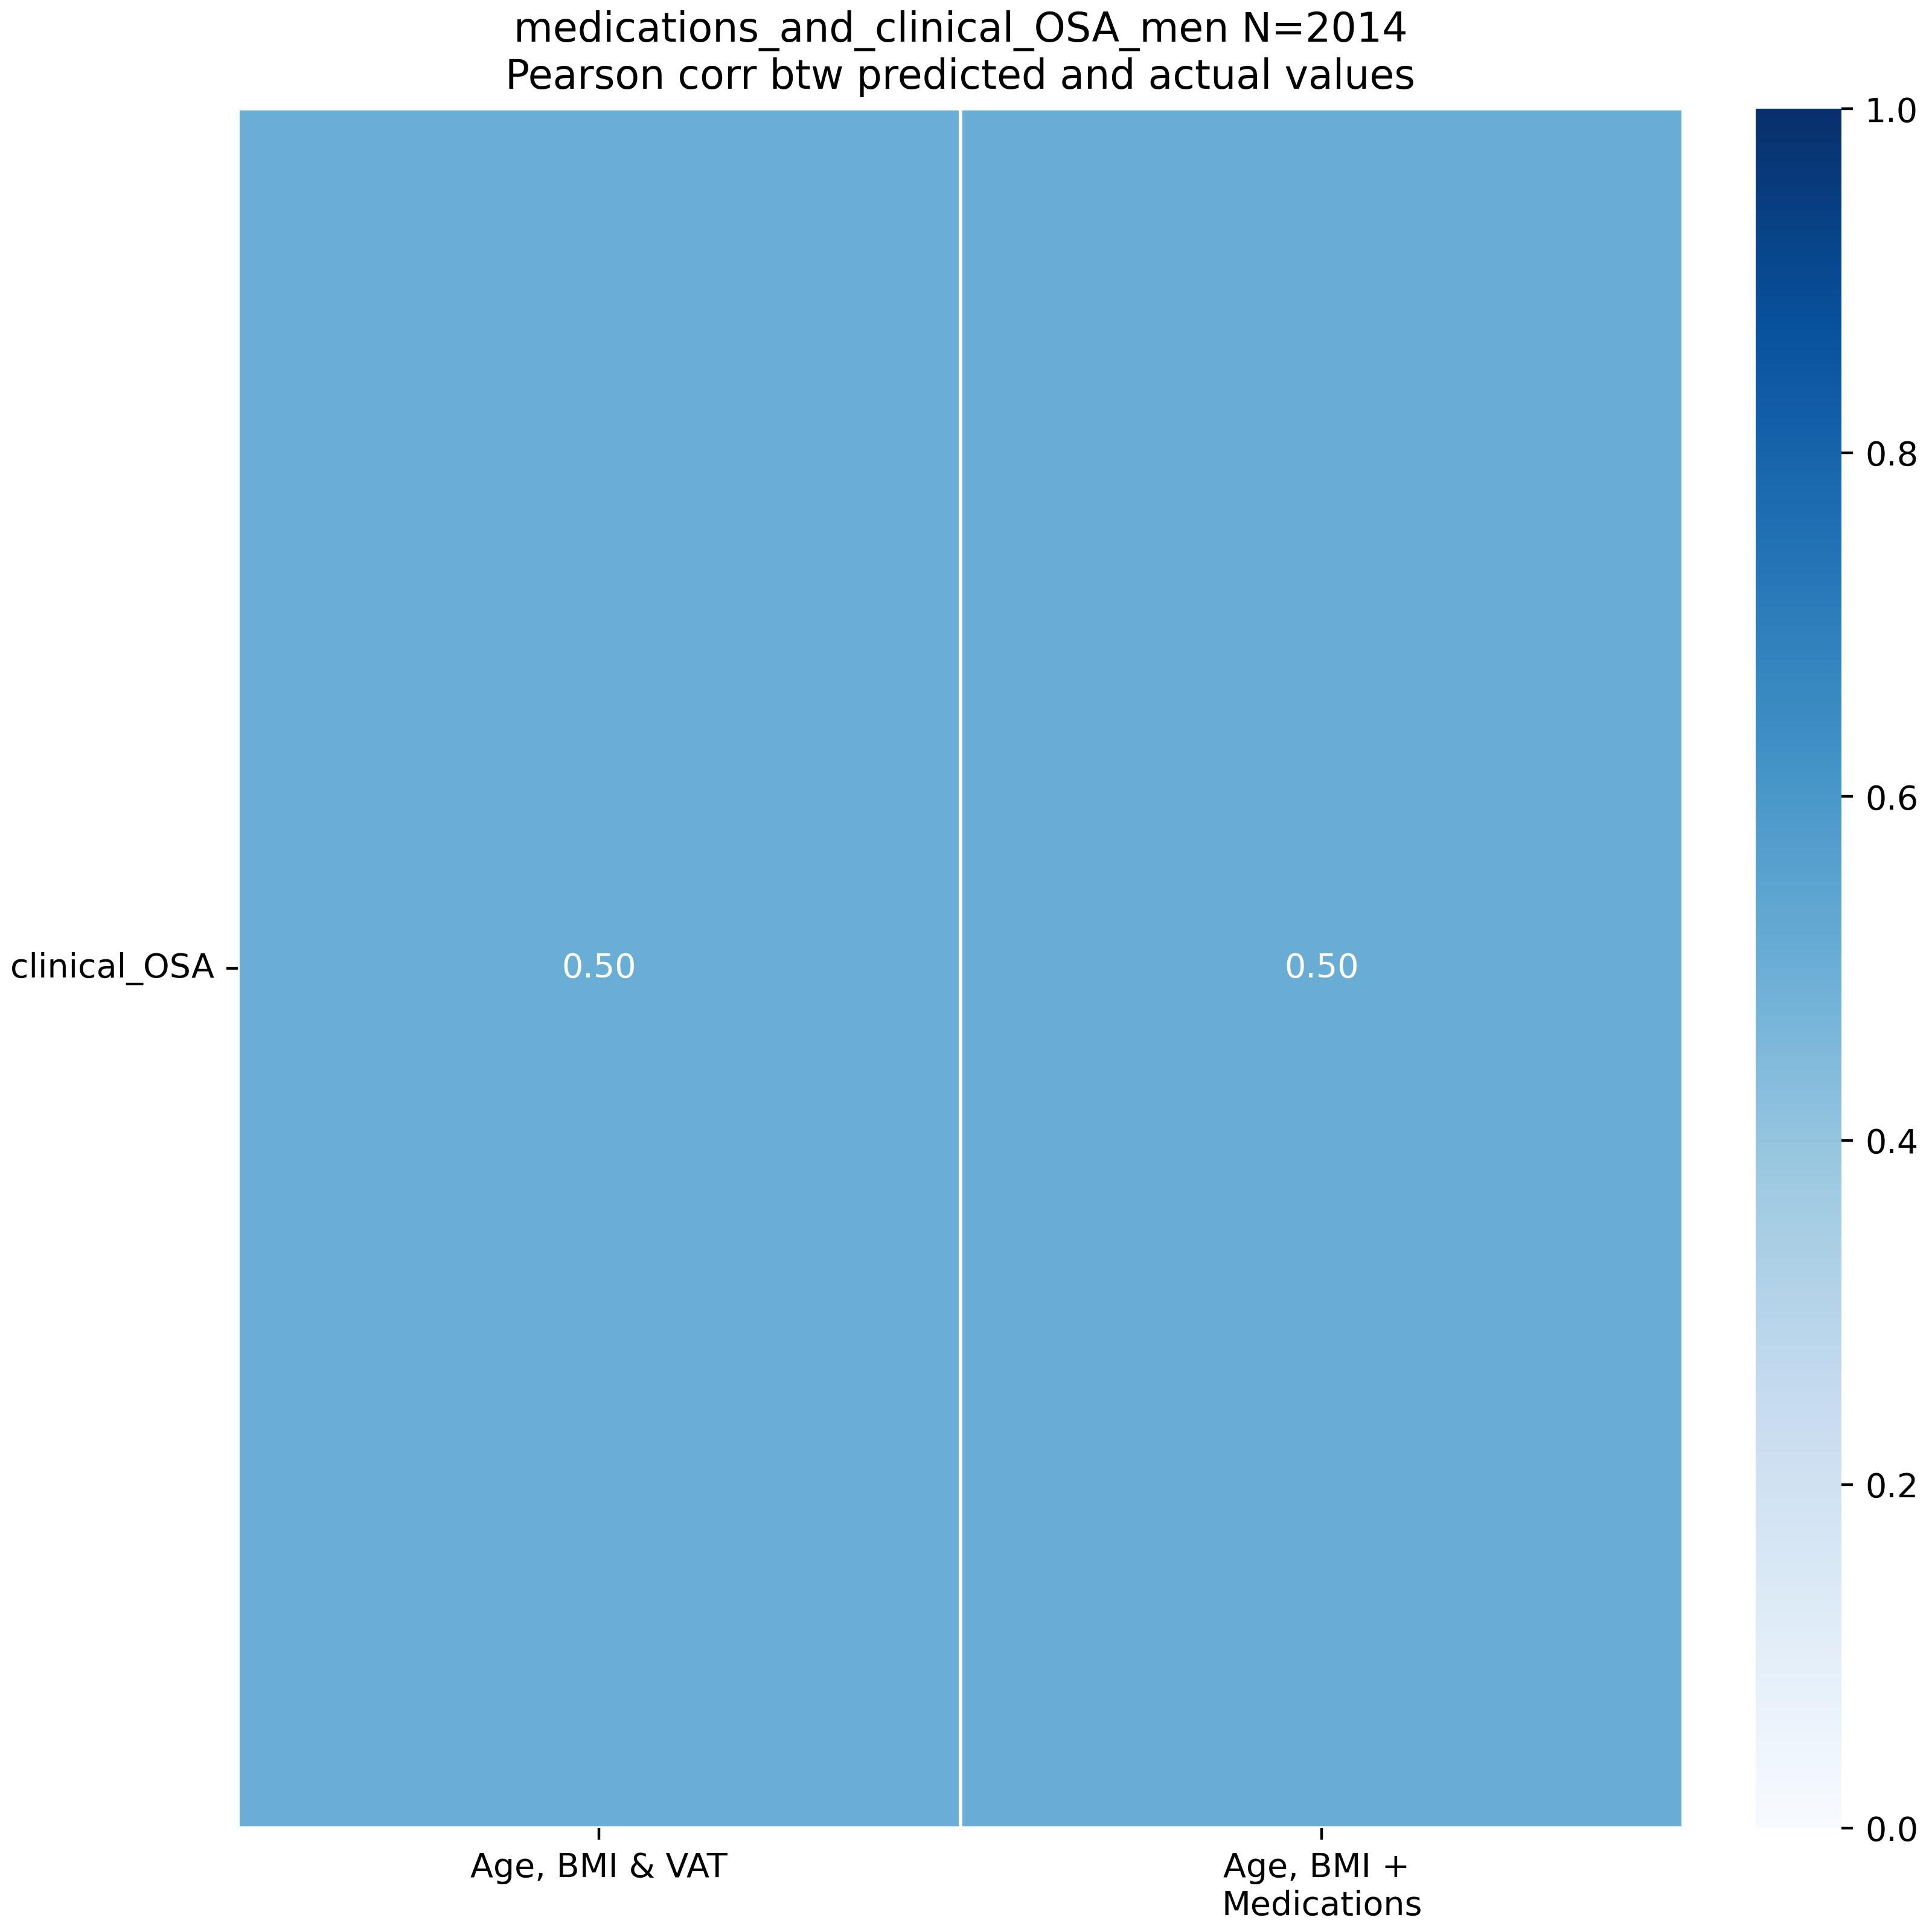 medications_and_clinical_OSA_men N=2014
Pearson corr btw predicted and actual values
1.0
0.8
0.6
0.4
0.2
0.0
clinical_OSA
0.50
0.50
Age, BMI & VAT
Age, BMI +
Medications